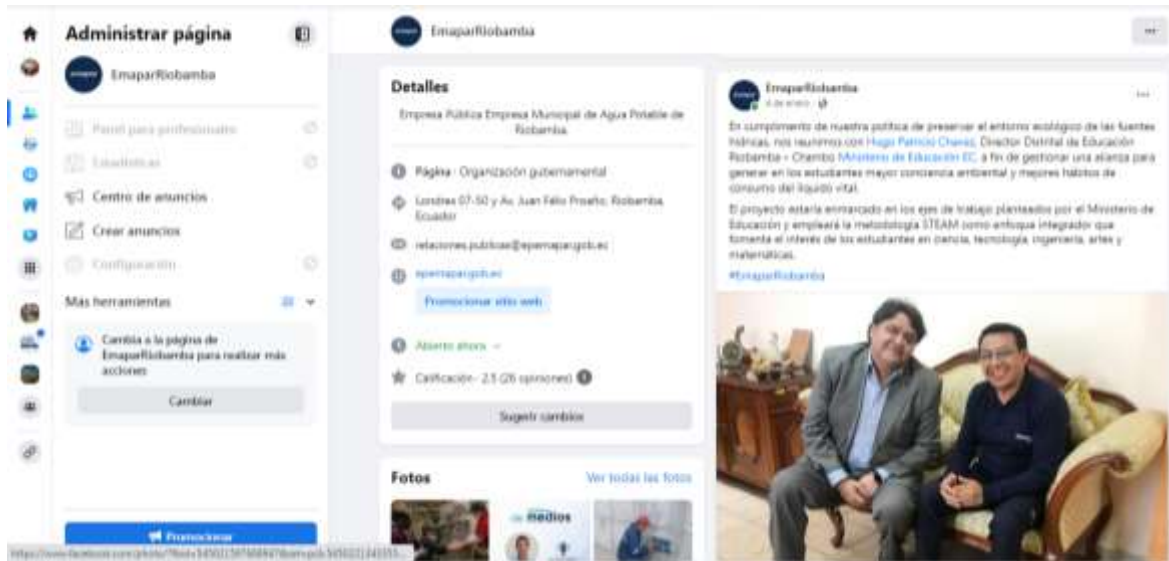 Administrar página
EmaparRiobamba
Panel para profesionales
Estadísticas
Centro de anuncios
Crear anuncios
Configuración
Más herramientas
Cambia a la página de
EmaparRiobamba para realizar más
acciones
Cambiar
Promocionar
EmaparRiobamba
Detalles
Empresa Pública Empresa Municipal de Agua Potable de
Riobamba.
Página · Organización gubernamental
Londres 07-50 y Av. Juan Félix Proaño, Riobamba,
Ecuador
relaciones.publicas@epemapar.gob.ec
epemapar.gob.ec
Promocionar sitio web
Abierto ahora
Calificación · 2.5 (26 opiniones)
Sugerir cambios
Fotos
Ver todas las fotos
medios
EmaparRiobamba
4 de enero
En cumplimiento de nuestra política de preservar el entorno ecológico de las fuentes
hídricas, nos reunimos con Hugo Patricio Chavez, Director Distrital de Educación
Riobamba - Chambo Ministerio de Educación EC, a fin de gestionar una alianza para
generar en los estudiantes mayor conciencia ambiental y mejores hábitos de
consumo del líquido vital.
El proyecto estaría enmarcado en los ejes de trabajo planteados por el Ministerio de
Educación y empleará la metodología STEAM como enfoque integrador que
fomenta el interés de los estudiantes en ciencia, tecnología, ingeniería, artes y
matemáticas.
#EmaparRiobamba